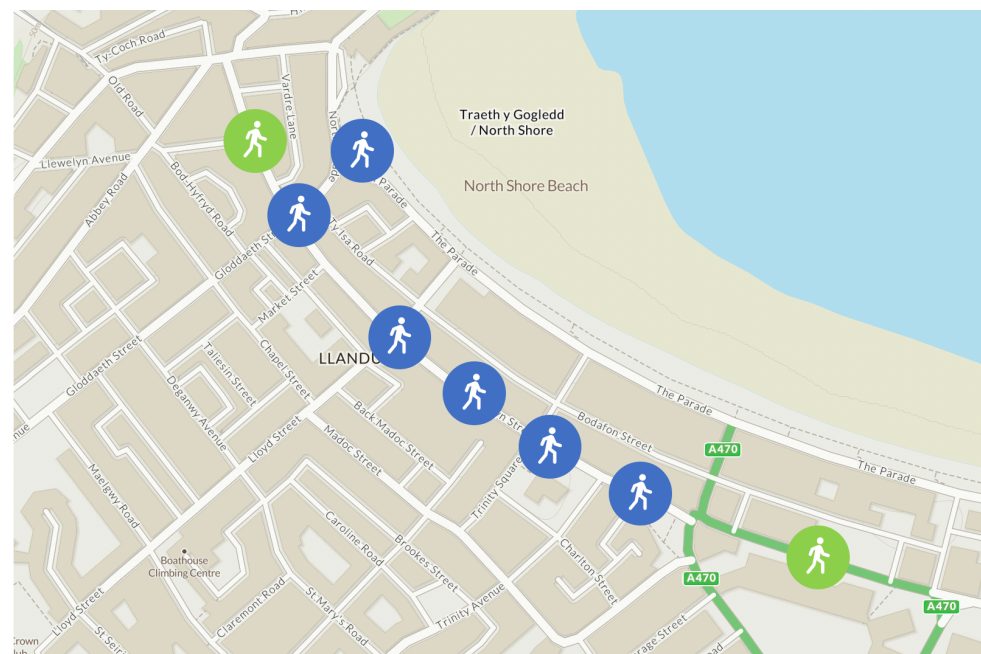 Ty-Coch Road
Old Road
Vardre Lane
Llewelyn Avenue
Abbey Road
Bod-Hyfryd Road
Traeth y Gogledd
/ North Shore
North Shore Beach
Parade
The Parade
Ty Isa Road
Gloddaeth
Market Street
LLANDU
Gloddaeth Street
Taliesin Street
Chapel Street
Deganwy Avenue
Lloyd Street
Back Madoc Street
Madoc Street
Bodafon Street
The Parade
A470
The Parade
Trinity Square
Maelgwy Road
Boathouse
Climbing Centre
Caroline Road
Brookes Street
Charlton Street
A470
A470
Lloyd Street
Claremont Road
St Mary's Road
Trinity Avenue